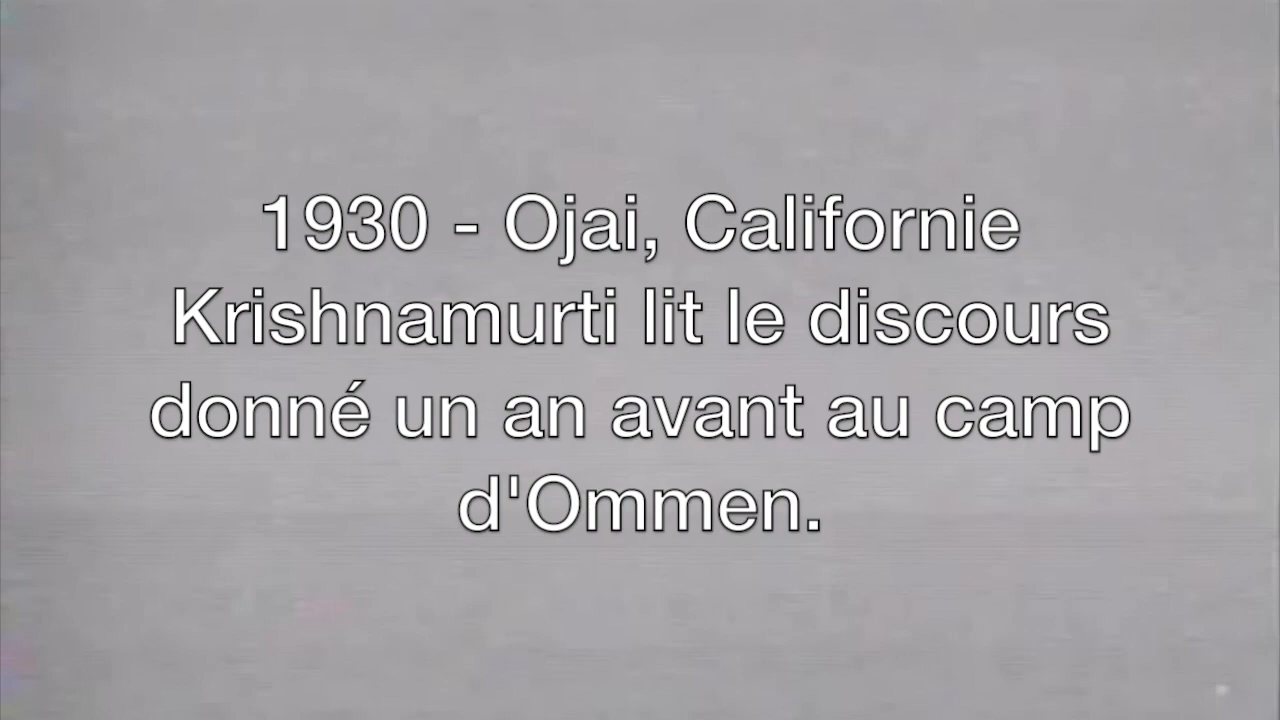 1930 - Ojai, Californie
Krishnamurti lit le discours
donné un an avant au camp
d'Ommen.